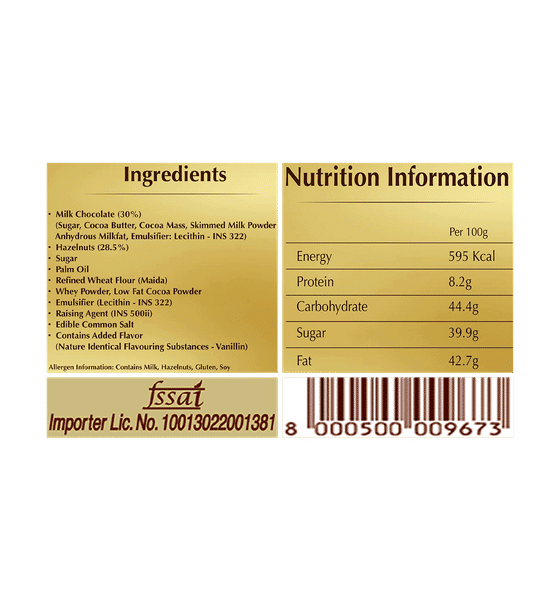 Ingredients
• Milk Chocolate (30%)
(Sugar, Cocoa Butter, Cocoa Mass, Skimmed Milk Powder
Anhydrous Milkfat, Emulsifier: Lecithin - INS 322)
• Hazelnuts (28.5%)
• Sugar
• Palm Oil
• Refined Wheat Flour (Maida)
• Whey Powder, Low Fat Cocoa Powder
• Emulsifier (Lecithin - INS 322)
• Raising Agent (INS 500ii)
• Edible Common Salt
• Contains Added Flavor
(Nature Identical Flavouring Substances - Vanillin)
Allergen Information: Contains Milk, Hazelnuts, Gluten, Soy
Nutrition Information
Per 100g
Energy 595 Kcal
Protein 8.2g
Carbohydrate 44.4g
Sugar 39.9g
Fat 42.7g
fssai
Importer Lic. No. 10013022001381
8 000500 009673